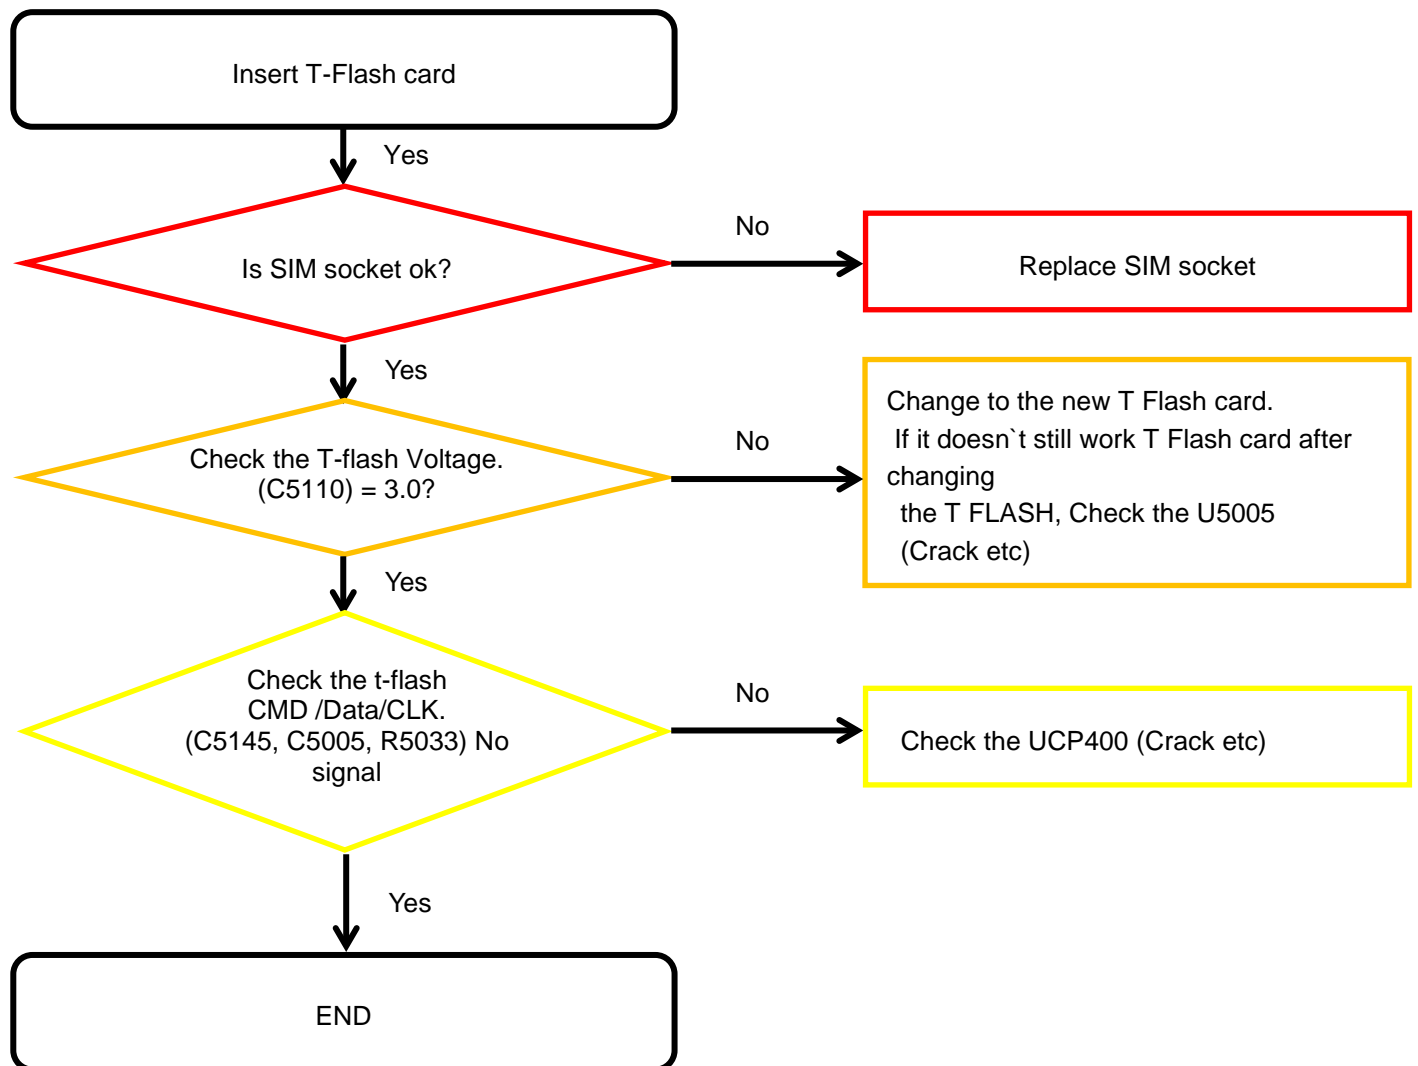 Insert T-Flash card
Yes
Is SIM socket ok?
No
Replace SIM socket
Yes
Check the T-flash Voltage.
(C5110) = 3.0?
No
Change to the new T Flash card.
If it doesn`t still work T Flash card after
changing
the T FLASH, Check the U5005
(Crack etc)
Yes
Check the t-flash
CMD /Data/CLK.
(C5145, C5005, R5033) No
signal
No
Check the UCP400 (Crack etc)
Yes
END